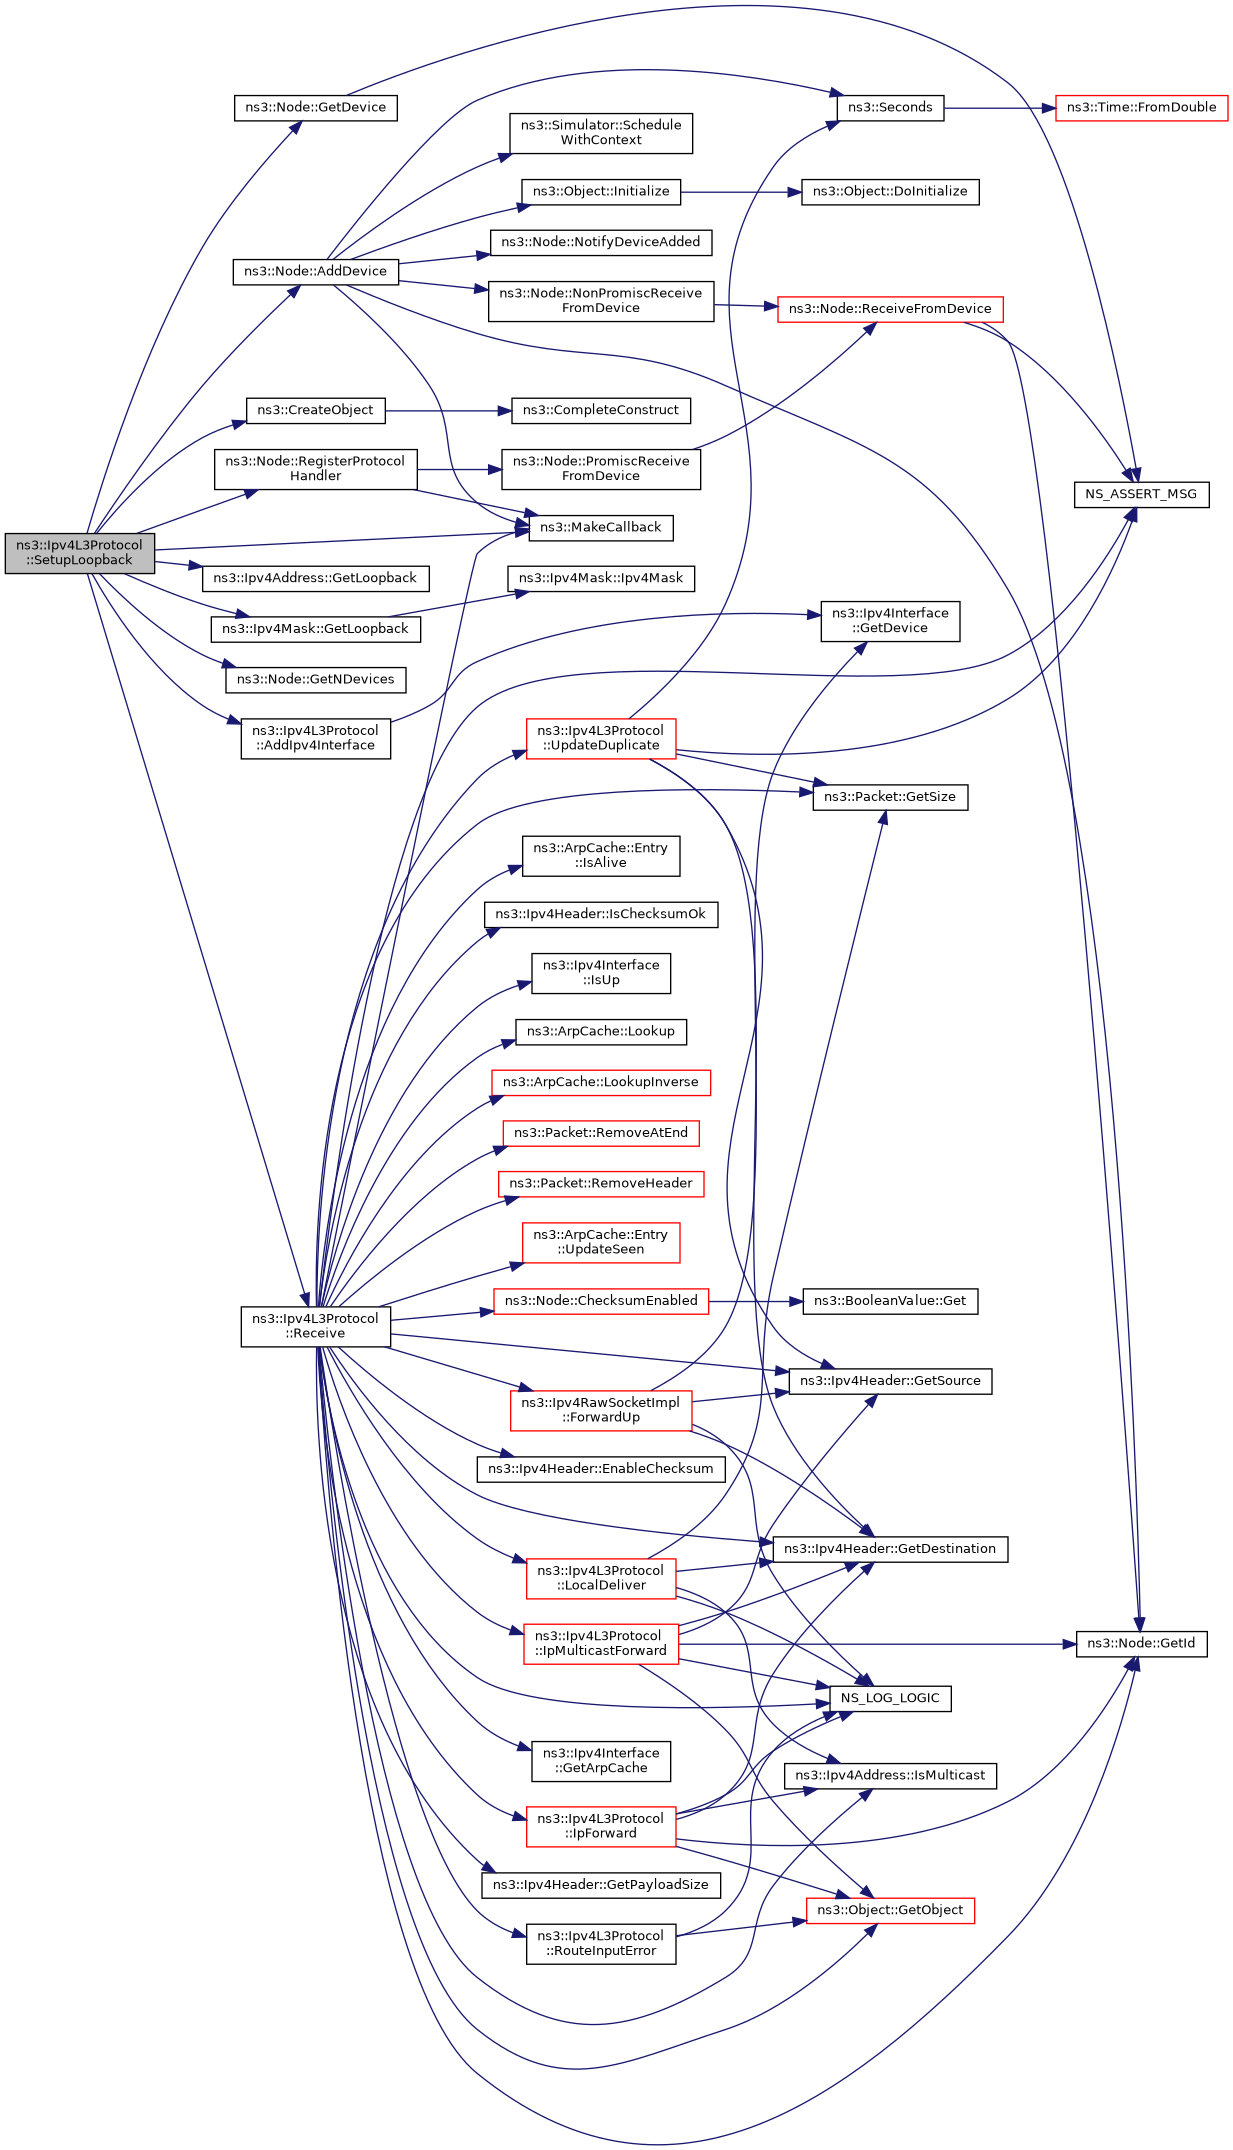 ns3::Node::GetDevice
ns3::Seconds
ns3::Time::FromDouble
ns3::Simulator::Schedule
WithContext
ns3::Object::Initialize
ns3::Object::DoInitialize
ns3::Node::NotifyDeviceAdded
ns3::Node::AddDevice
ns3::Node::NonPromiscReceive
FromDevice
ns3::Node::ReceiveFromDevice
ns3::CreateObject
ns3::CompleteConstruct
ns3::Node::RegisterProtocol
Handler
ns3::Node::PromiscReceive
FromDevice
NS_ASSERT_MSG
ns3::MakeCallback
ns3::Ipv4L3Protocol
::SetupLoopback
ns3::Ipv4Address::GetLoopback
ns3::Ipv4Mask::Ipv4Mask
ns3::Ipv4Mask::GetLoopback
ns3::Ipv4Interface
::GetDevice
ns3::Node::GetNDevices
ns3::Ipv4L3Protocol
::AddIpv4Interface
ns3::Ipv4L3Protocol
::UpdateDuplicate
ns3::Packet::GetSize
ns3::ArpCache::Entry
::IsAlive
ns3::Ipv4Header::IsChecksumOk
ns3::Ipv4Interface
::IsUp
ns3::ArpCache::Lookup
ns3::ArpCache::LookupInverse
ns3::Packet::RemoveAtEnd
ns3::Packet::RemoveHeader
ns3::ArpCache::Entry
::UpdateSeen
ns3::Node::ChecksumEnabled
ns3::BooleanValue::Get
ns3::Ipv4L3Protocol
::Receive
ns3::Ipv4Header::GetSource
ns3::Ipv4RawSocketImpl
::ForwardUp
ns3::Ipv4Header::EnableChecksum
ns3::Ipv4Header::GetDestination
ns3::Ipv4L3Protocol
::LocalDeliver
ns3::Ipv4L3Protocol
::IpMulticastForward
ns3::Node::GetId
NS_LOG_LOGIC
ns3::Ipv4Interface
::GetArpCache
ns3::Ipv4Address::IsMulticast
ns3::Ipv4L3Protocol
::IpForward
ns3::Ipv4Header::GetPayloadSize
ns3::Object::GetObject
ns3::Ipv4L3Protocol
::RouteInputError